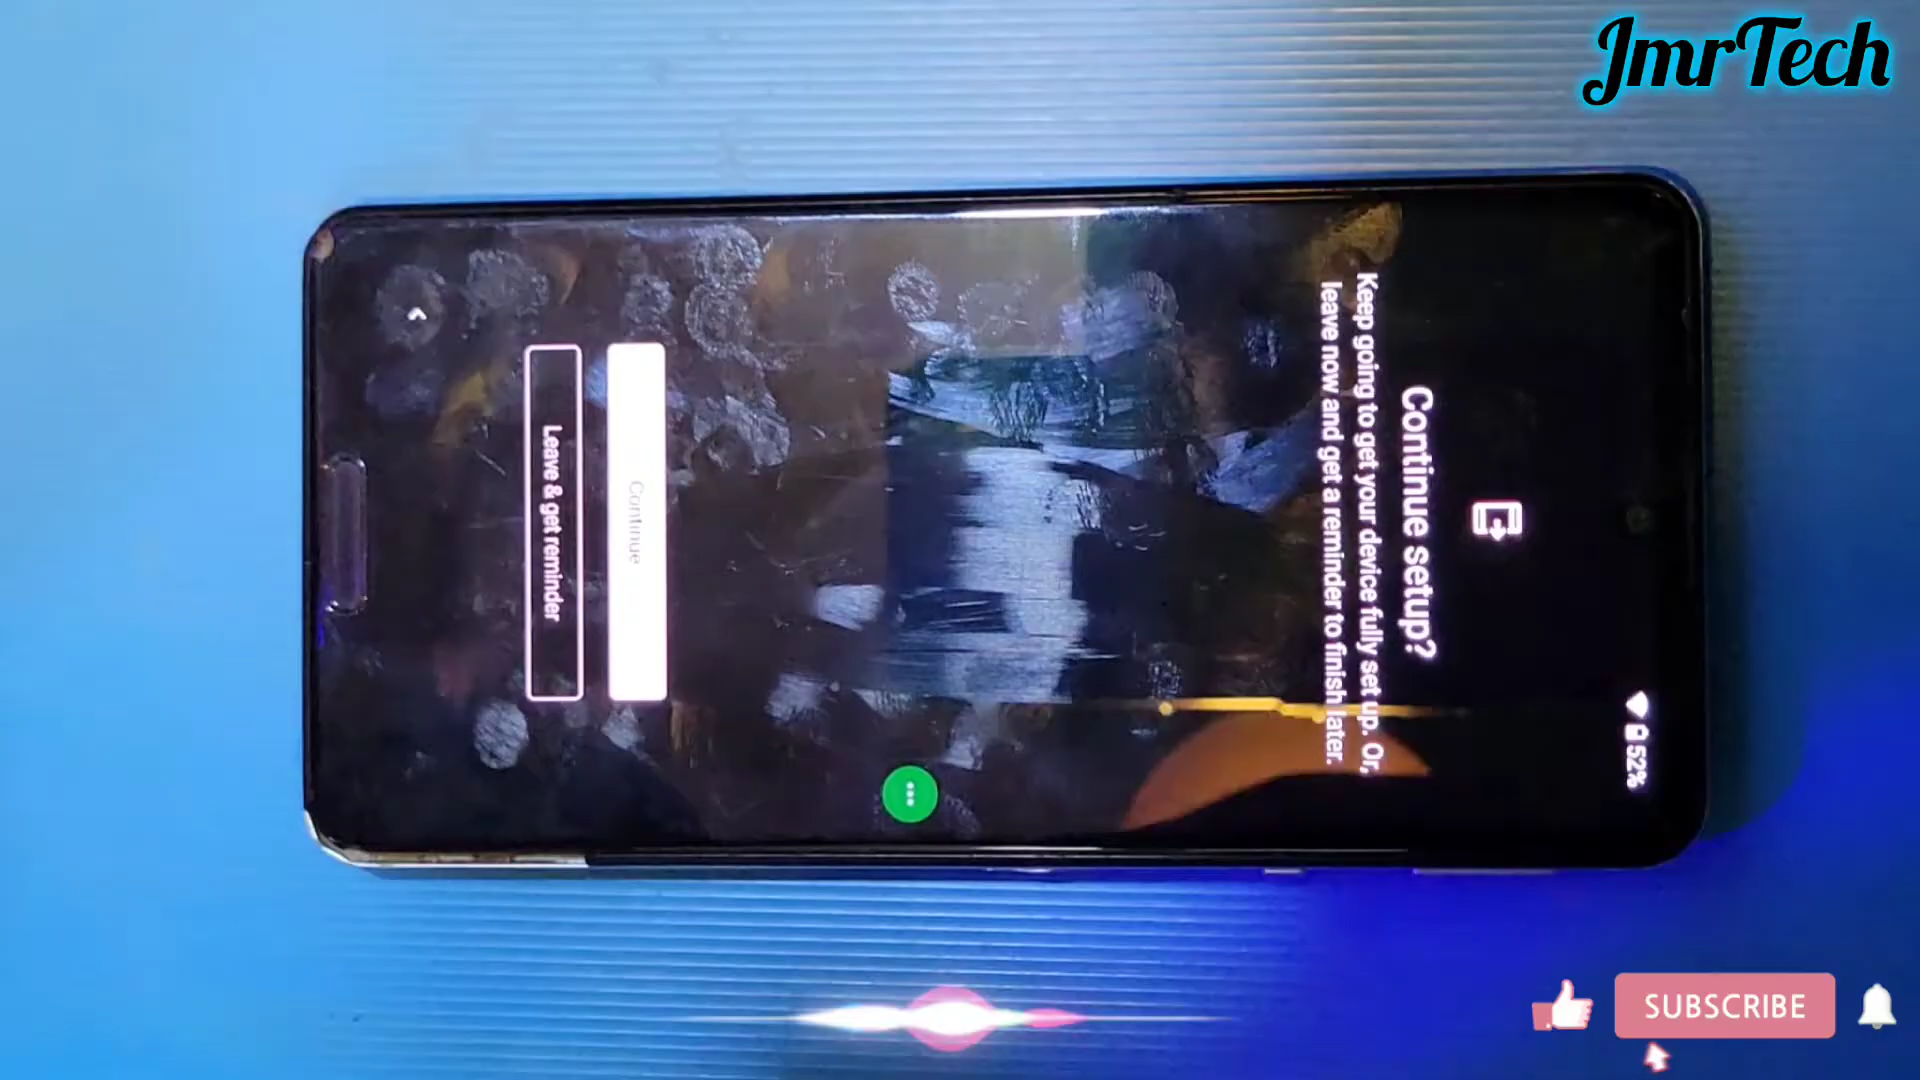 JmrTech
52%
Continue setup?
Keep going to get your device fully set up. Or,
leave now and get a reminder to finish later.
Continue
Leave & get reminder
SUBSCRIBE